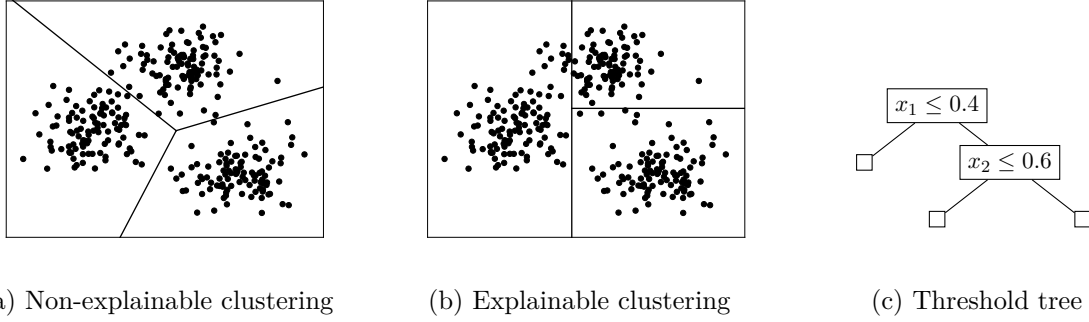 x₁ ≤ 0.4
x₂ ≤ 0.6
) Non-explainable clustering
(b) Explainable clustering
(c) Threshold tree